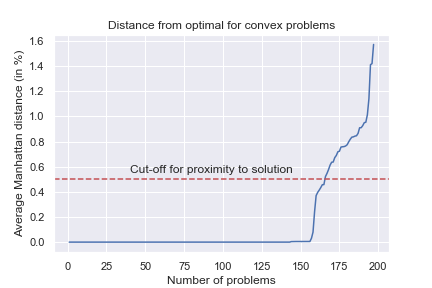 Distance from optimal for convex problems
Average Manhattan distance (in %)
1.6
1.4
1.2
1.0
0.8
0.6
0.4
0.2
0.0
Cut-off for proximity to solution
0 25 50 75 100 125 150 175 200
Number of problems